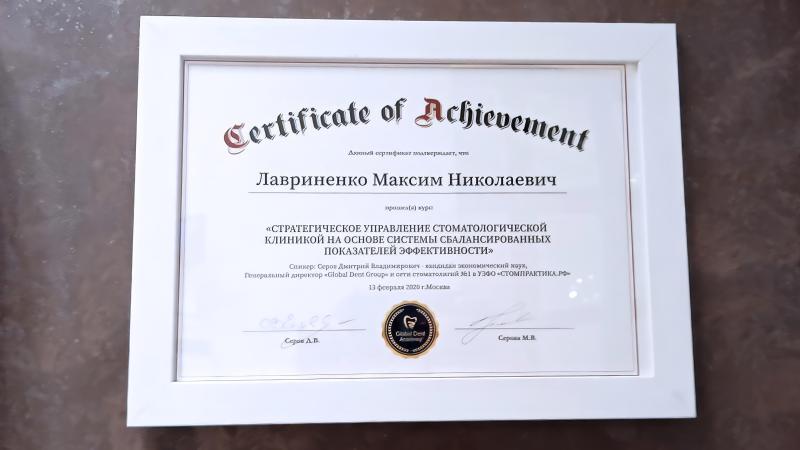 Certificate of Achievement
Данный сертификат подтверждает, что
Лавриненко Максим Николаевич
прошел(а) курс:
«СТРАТЕГИЧЕСКОЕ УПРАВЛЕНИЕ СТОМАТОЛОГИЧЕСКОЙ
КЛИНИКОЙ НА ОСНОВЕ СИСТЕМЫ СБАЛАНСИРОВАННЫХ
ПОКАЗАТЕЛЕЙ ЭФФЕКТИВНОСТИ»
Спикер: Серов Дмитрий Владимирович - кандидат экономический наук,
Генеральный директор «Global Dent Group» и сети стоматологий №1 в УЗФО «СТОМПРАКТИКА.РФ»
13 февраля 2020 г.Москва
Global Dent
Academy
Серов Д.В.
Серова М.В.